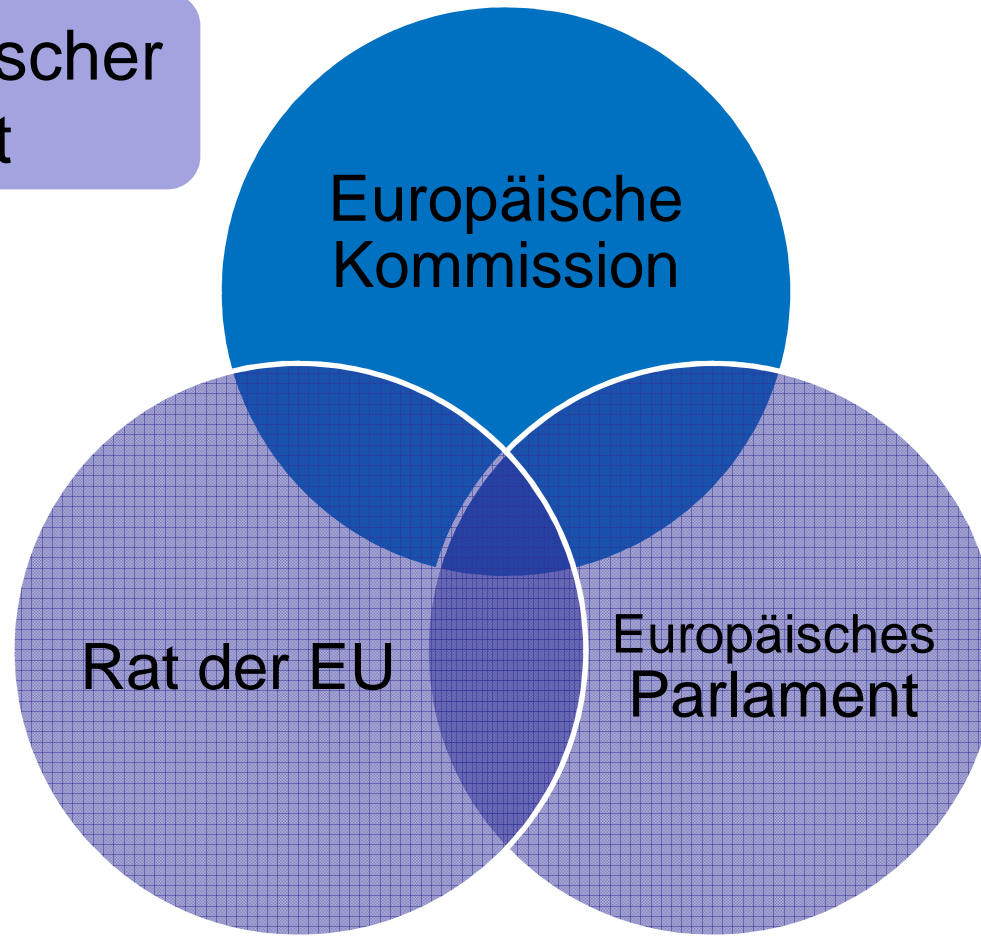 scher
t
Europäische
Kommission
Rat der EU
Europäisches
Parlament